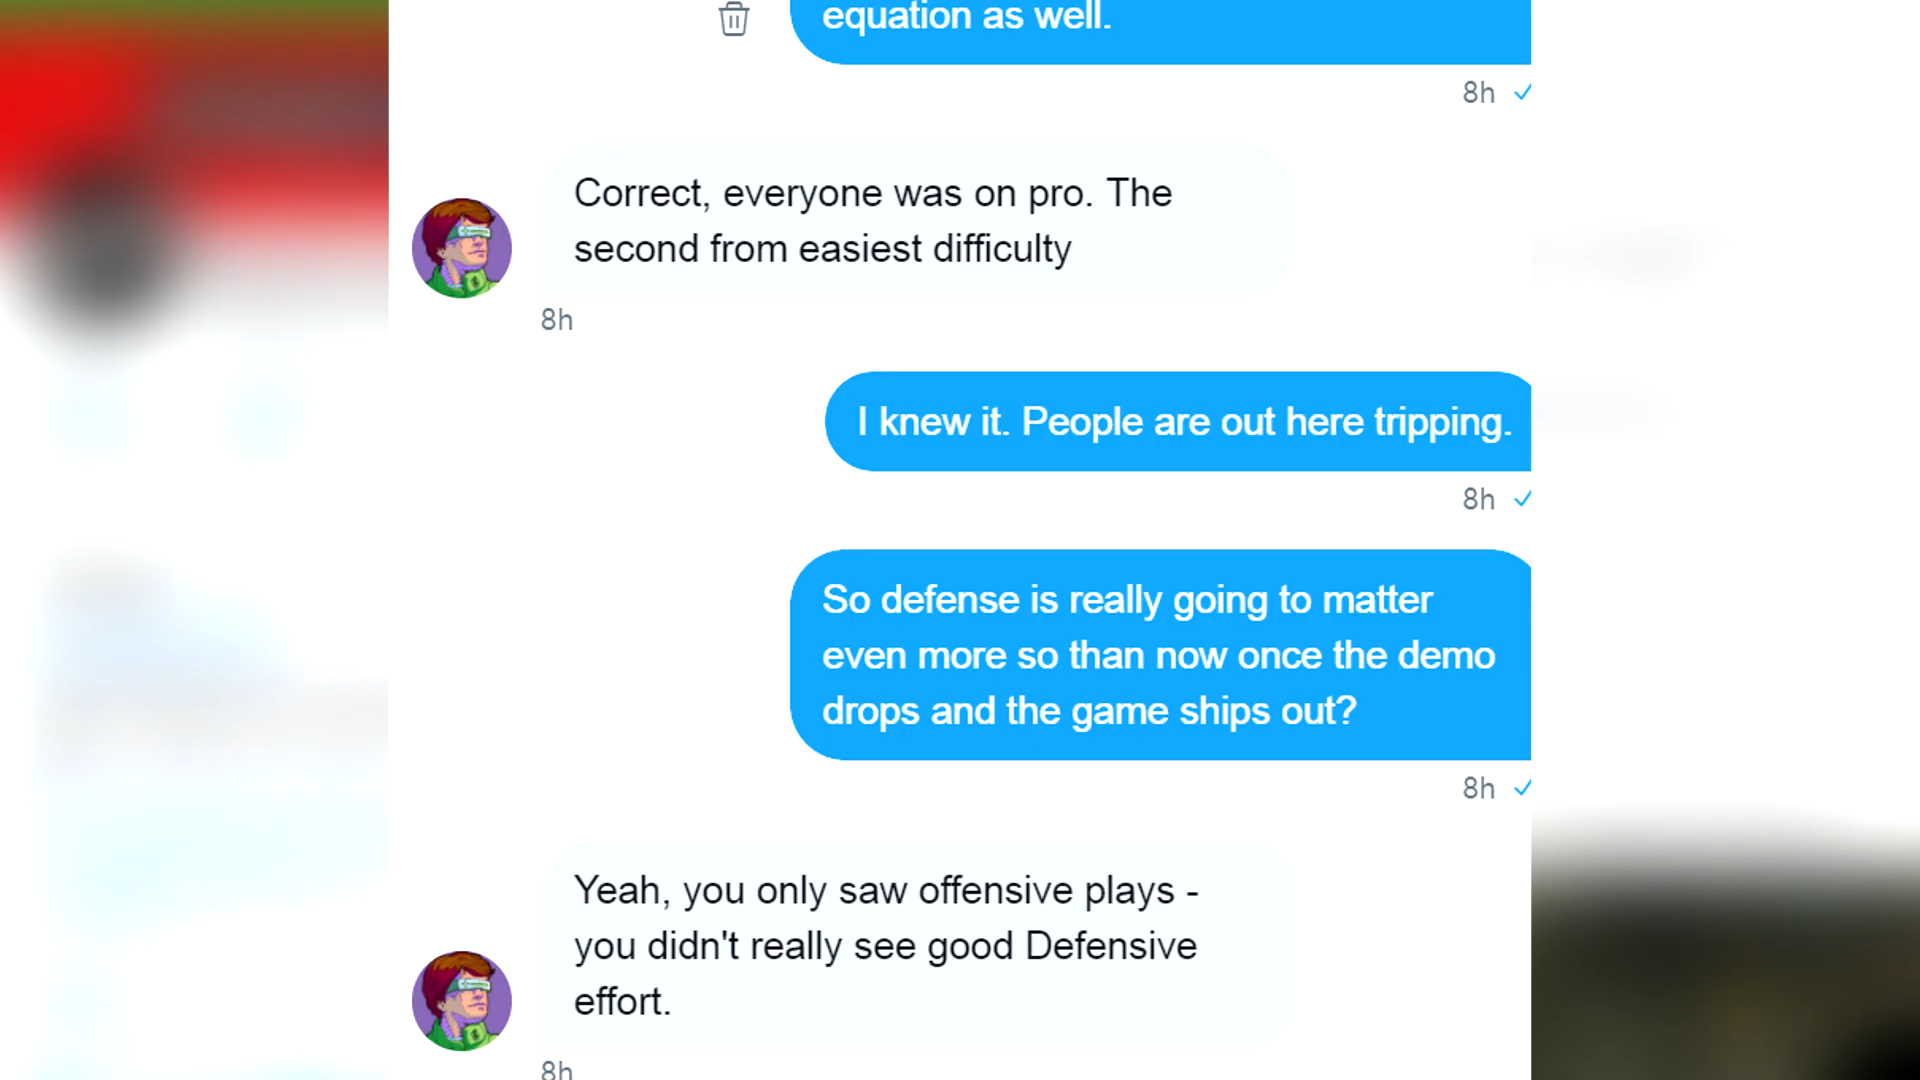 equation as well.
8h
Correct, everyone was on pro. The
second from easiest difficulty
8h
I knew it. People are out here tripping.
8h
So defense is really going to matter
even more so than now once the demo
drops and the game ships out?
8h
Yeah, you only saw offensive plays -
you didn't really see good Defensive
effort.
8h